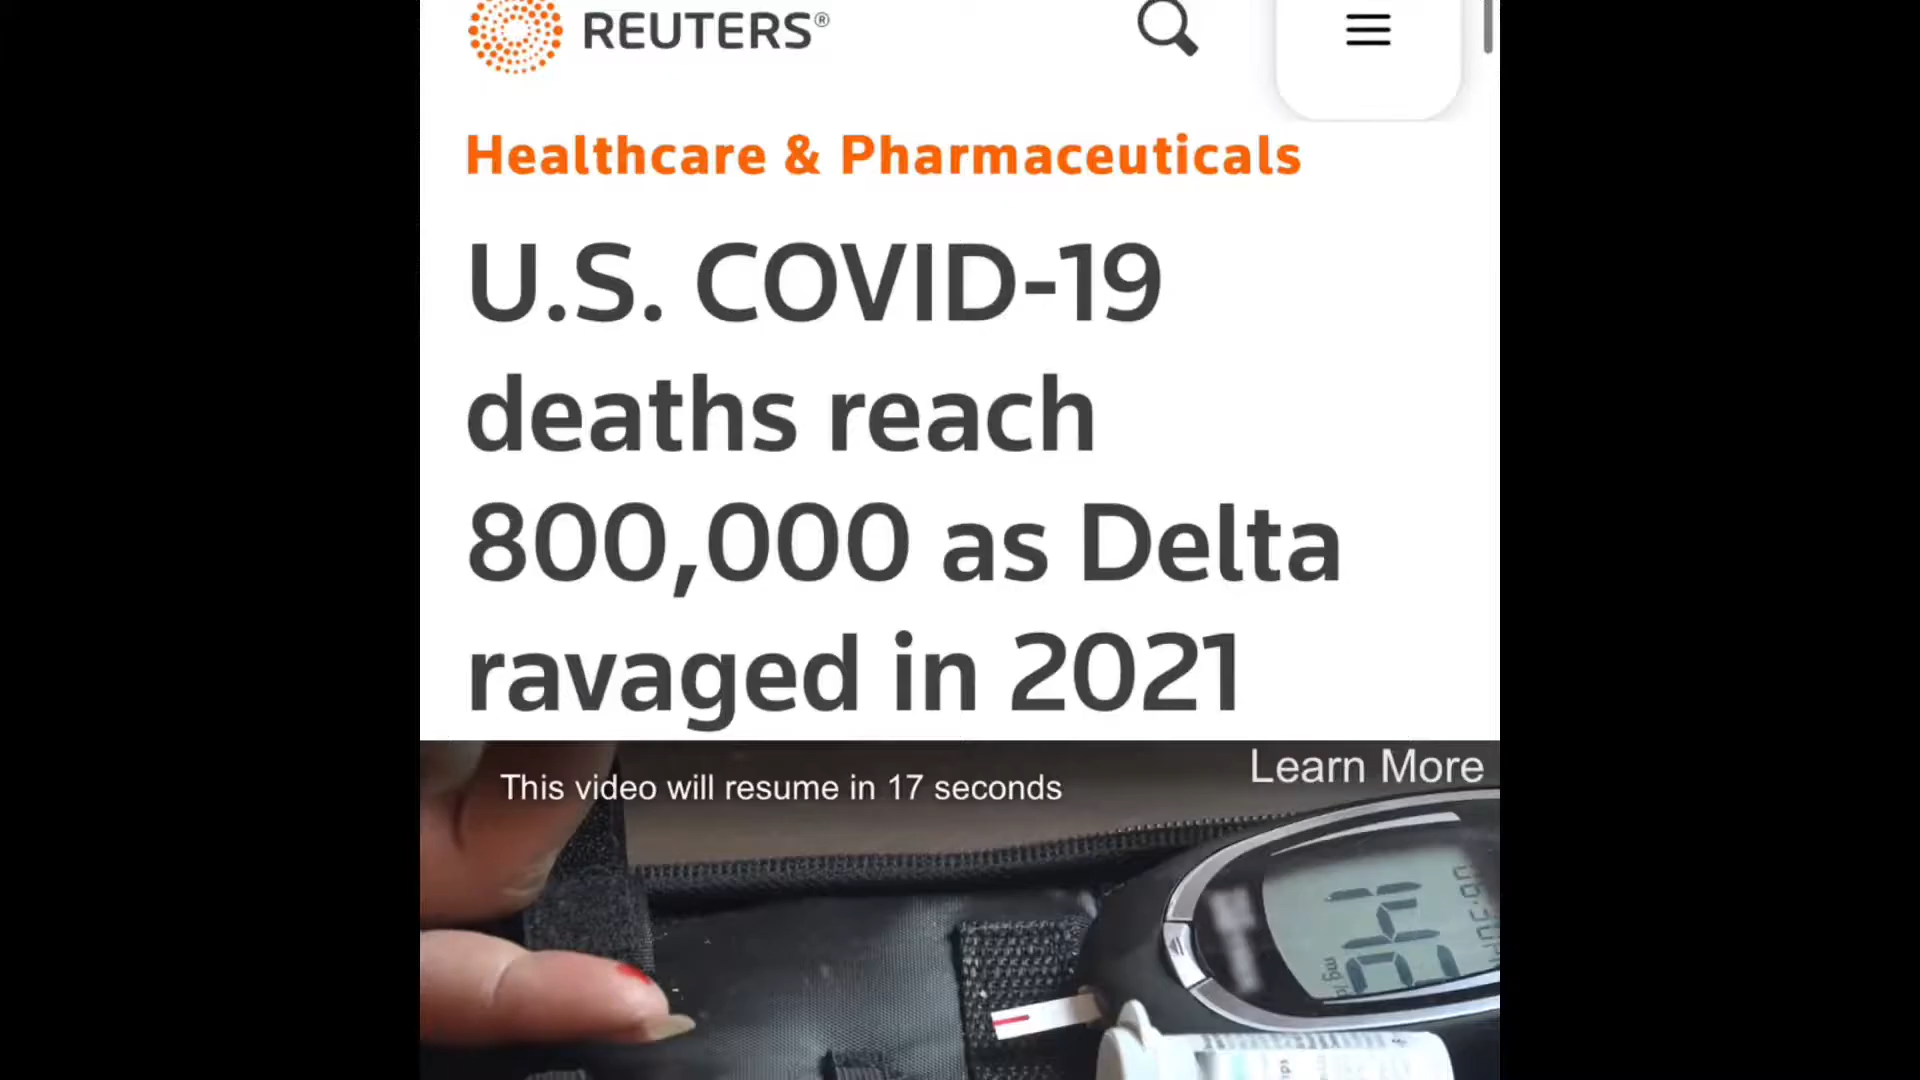 REUTERS®
Healthcare & Pharmaceuticals
U.S. COVID-19
deaths reach
800,000 as Delta
ravaged in 2021
Learn More
This video will resume in 17 seconds